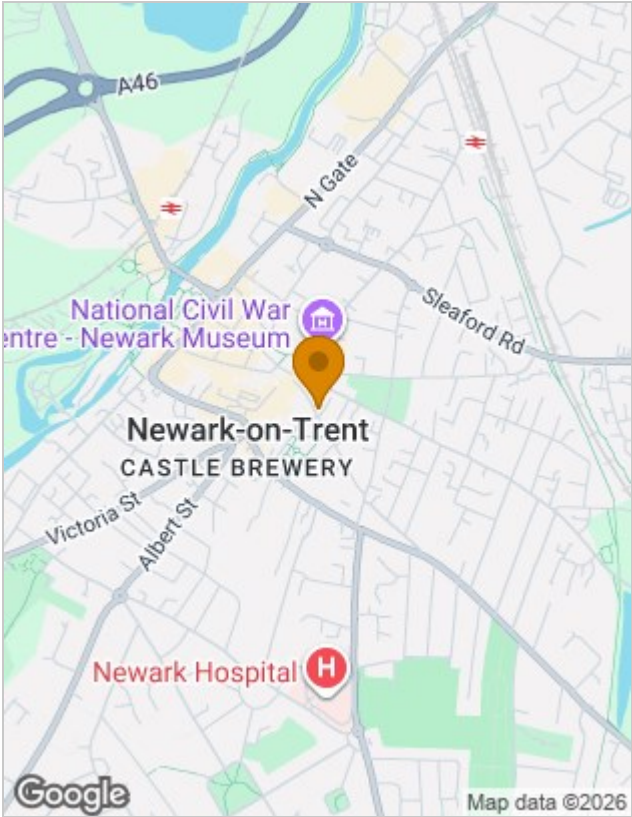 A46
N Gate
National Civil War
entre - Newark Museum
Sleaford Rd
Newark-on-Trent
CASTLE BREWERY
Victoria St
Albert St
Newark Hospital
H
Google
Map data ©2026